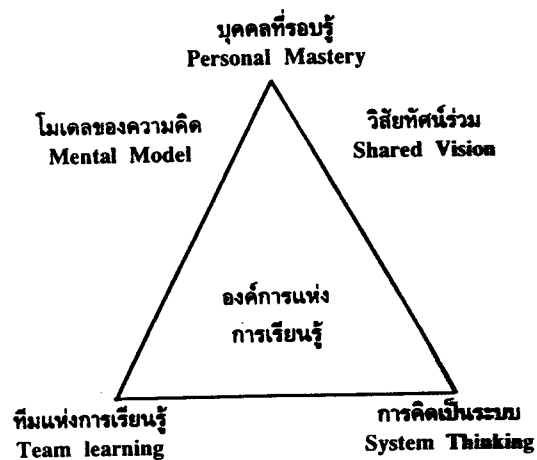 บุคคลที่รอบรู้
Personal Mastery
โมเดลของความคิด
Mental Model
วิสัยทัศน์ร่วม
Shared Vision
องค์การแห่ง
การเรียนรู้
ทีมแห่งการเรียนรู้
Team learning
การคิดเป็นระบบ
System Thinking